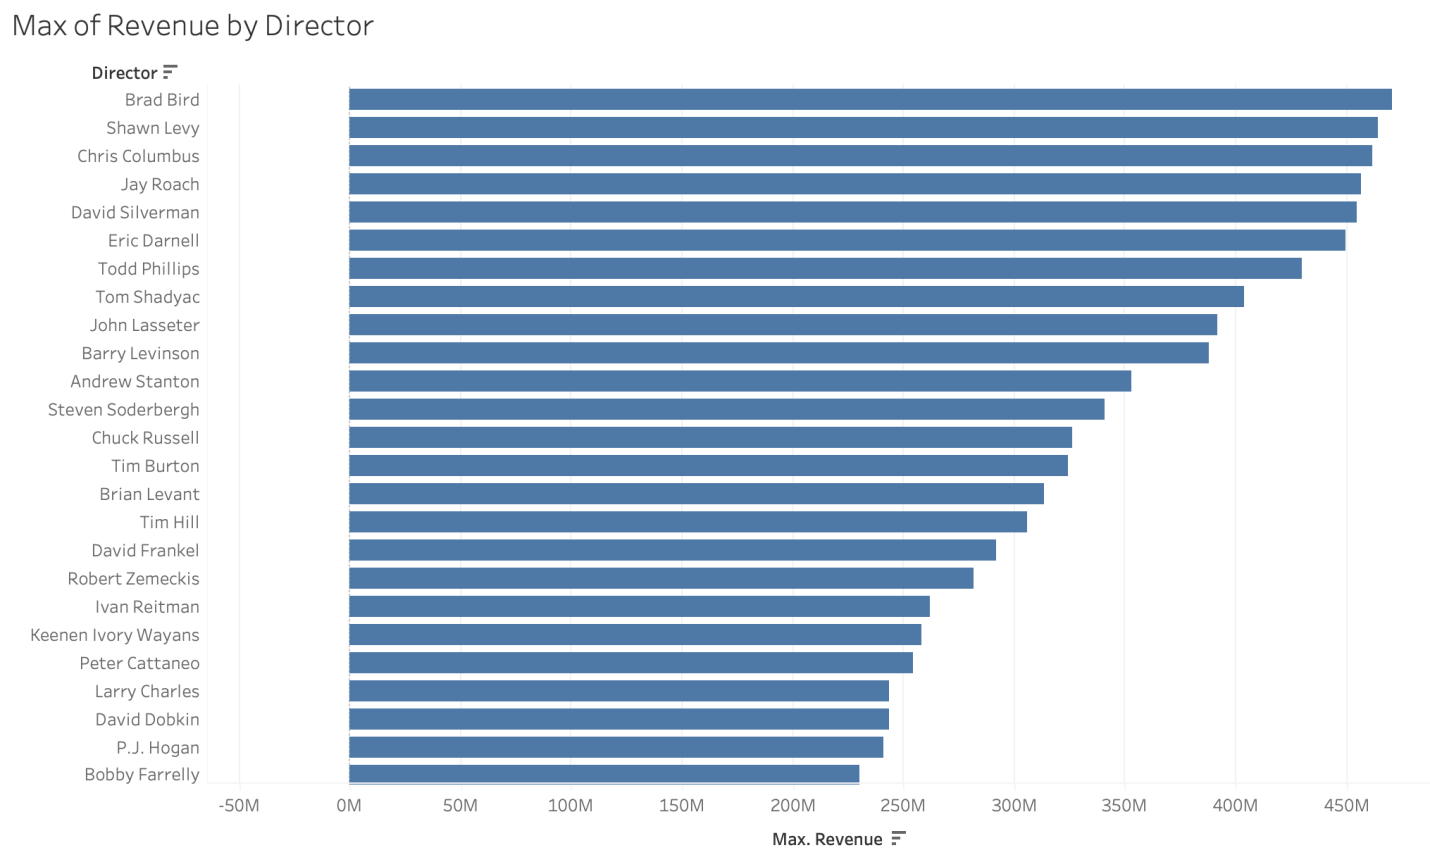 Max of Revenue by Director
Director
Brad Bird
Shawn Levy
Chris Columbus
Jay Roach
David Silverman
Eric Darnell
Todd Phillips
Tom Shadyac
John Lasseter
Barry Levinson
Andrew Stanton
Steven Soderbergh
Chuck Russell
Tim Burton
Brian Levant
Tim Hill
David Frankel
Robert Zemeckis
Ivan Reitman
Keenen Ivory Wayans
Peter Cattaneo
Larry Charles
David Dobkin
P.J. Hogan
Bobby Farrelly
-50M 0M 50M 100M 150M 200M 250M 300M 350M 400M 450M
Max. Revenue